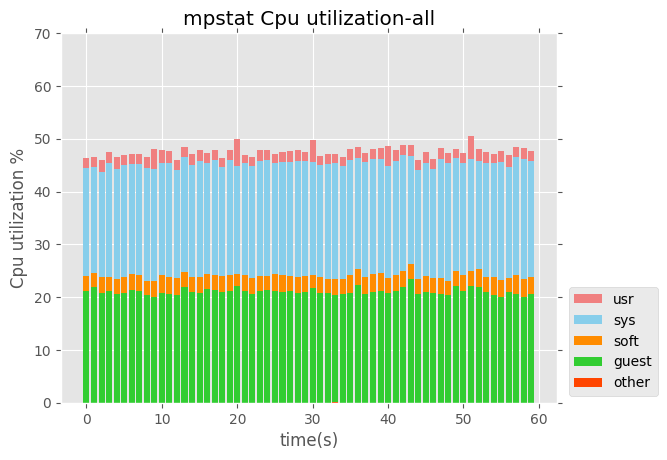 mpstat Cpu utilization-all
Cpu utilization %
70
60
50
40
30
20
10
0
0 10 20 30 40 50 60
time(s)
usr
sys
soft
guest
other